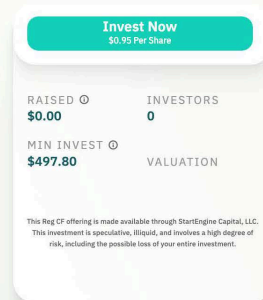 Invest Now
$0.95 Per Share
RAISED ⓘ
INVESTORS
$0.00
0
MIN INVEST ⓘ
$497.80
VALUATION
This Reg CF offering is made available through StartEngine Capital, LLC.
This investment is speculative, illiquid, and involves a high degree of
risk, including the possible loss of your entire investment.